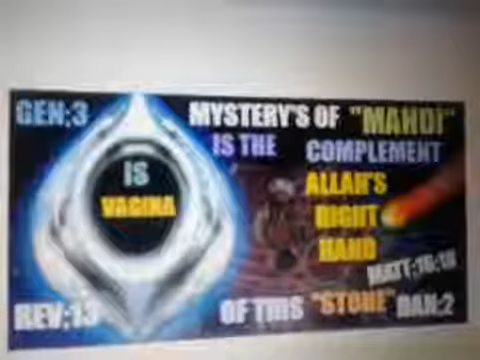 GEN;3
MYSTERY'S OF "MAHDI"
IS THE COMPLEMENT
IS
VAGINA
ALLAH'S
RIGHT
HAND
MATT;16:18
REV;13
OF THIS "STONE" DAN;2